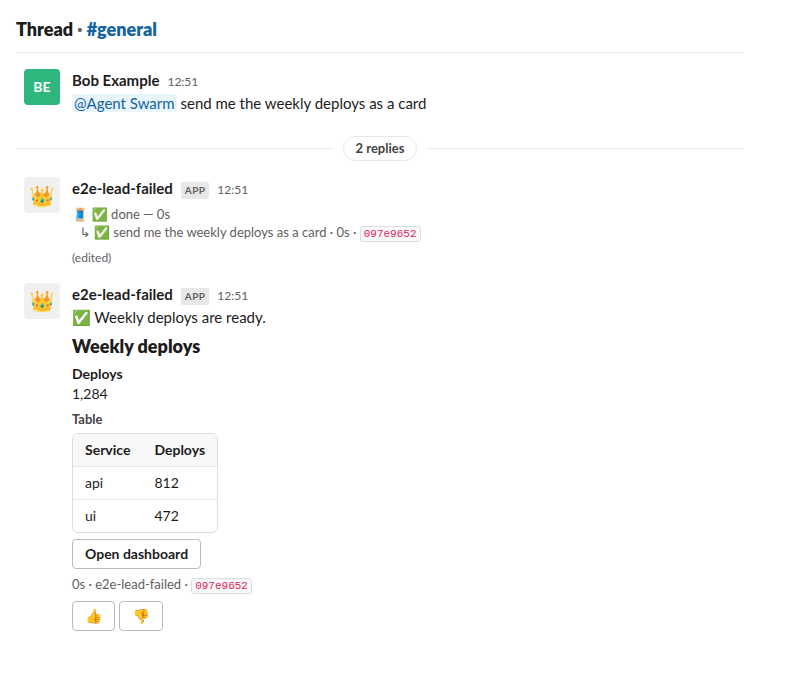 Thread • #general
BE
Bob Example 12:51
@Agent Swarm send me the weekly deploys as a card
2 replies
e2e-lead-failed APP 12:51
🧵 ✅ done — 0s
↳ ✅ send me the weekly deploys as a card · 0s · 097e9652
(edited)
e2e-lead-failed APP 12:51
✅ Weekly deploys are ready.
Weekly deploys
Deploys
1,284
Table
Service Deploys
api 812
ui 472
Open dashboard
0s · e2e-lead-failed · 097e9652
👍 👎